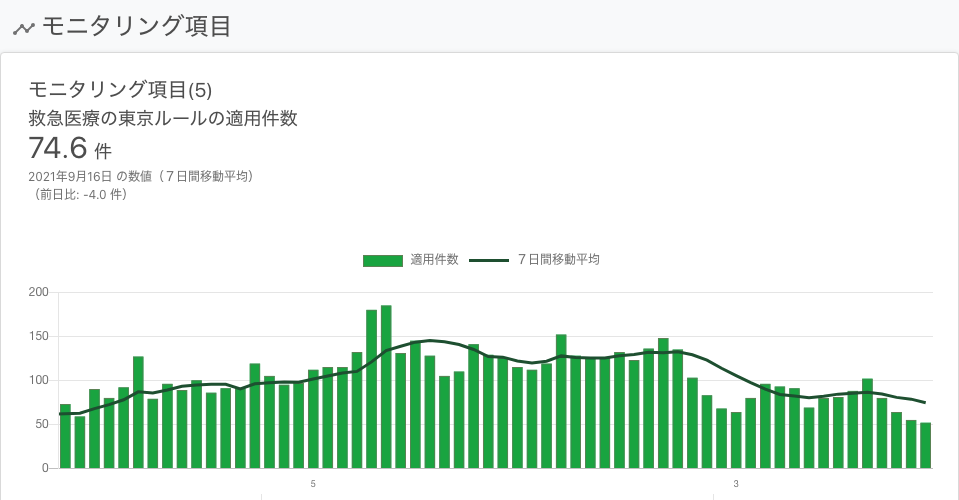 モニタリング項目
モニタリング項目(5)
救急医療の東京ルールの適用件数
74.6 件
2021年9月16日 の数値（７日間移動平均）
（前日比: -4.0 件）
適用件数 ７日間移動平均
200
150
100
50
0
5 3